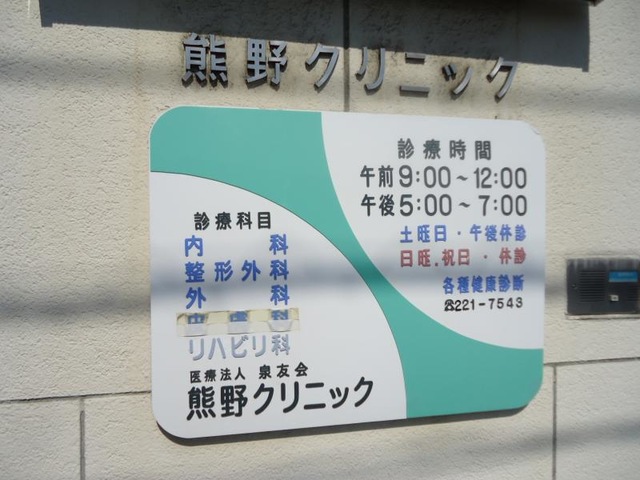 熊野クリニック
診療時間
午前9:00～12:00
午後5:00～7:00
土旺日・午後休診
日旺.祝日・休診
各種健康診断
☎221-7543
診療科目
内科
整形外科
外科
リハビリ科
医療法人 泉友会
熊野クリニック